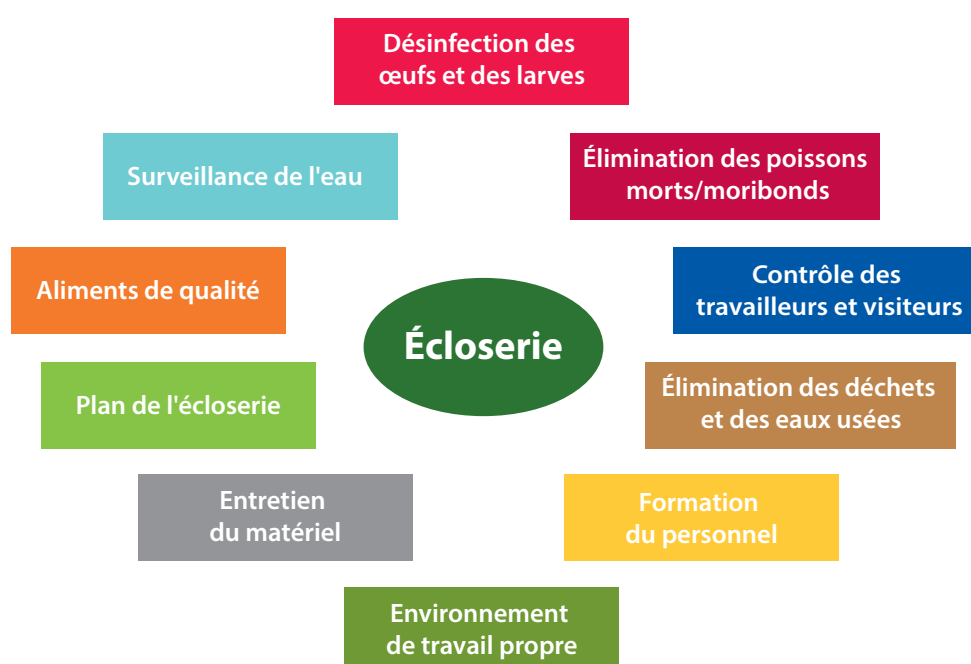 Désinfection des
œufs et des larves
Surveillance de l'eau
Élimination des poissons
morts/moribonds
Aliments de qualité
Contrôle des
travailleurs et visiteurs
Écloserie
Plan de l'écloserie
Élimination des déchets
et des eaux usées
Entretien
du matériel
Formation
du personnel
Environnement
de travail propre